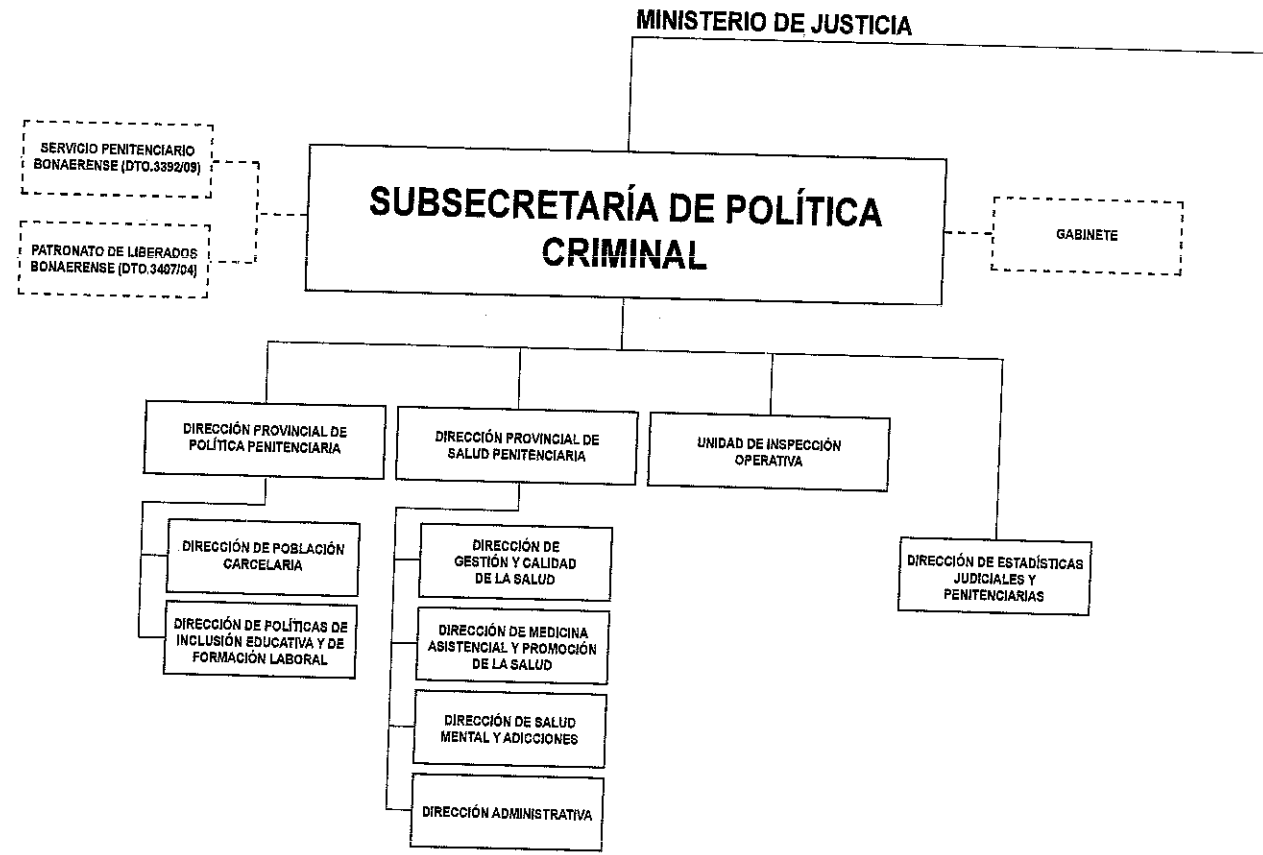 MINISTERIO DE JUSTICIA
SERVICIO PENITENCIARIO
BONAERENSE (DTO.3392/09)
PATRONATO DE LIBERADOS
BONAERENSE (DTO.3407/04)
SUBSECRETARÍA DE POLÍTICA
CRIMINAL
GABINETE
DIRECCIÓN PROVINCIAL DE
POLÍTICA PENITENCIARIA
DIRECCIÓN PROVINCIAL DE
SALUD PENITENCIARIA
UNIDAD DE INSPECCIÓN
OPERATIVA
DIRECCIÓN DE POBLACIÓN
CARCELARIA
DIRECCIÓN DE POLÍTICAS DE
INCLUSIÓN EDUCATIVA Y DE
FORMACIÓN LABORAL
DIRECCIÓN DE
GESTIÓN Y CALIDAD
DE LA SALUD
DIRECCIÓN DE MEDICINA
ASISTENCIAL Y PROMOCIÓN
DE LA SALUD
DIRECCIÓN DE SALUD
MENTAL Y ADICCIONES
DIRECCIÓN ADMINISTRATIVA
DIRECCIÓN DE ESTADÍSTICAS
JUDICIALES Y
PENITENCIARIAS